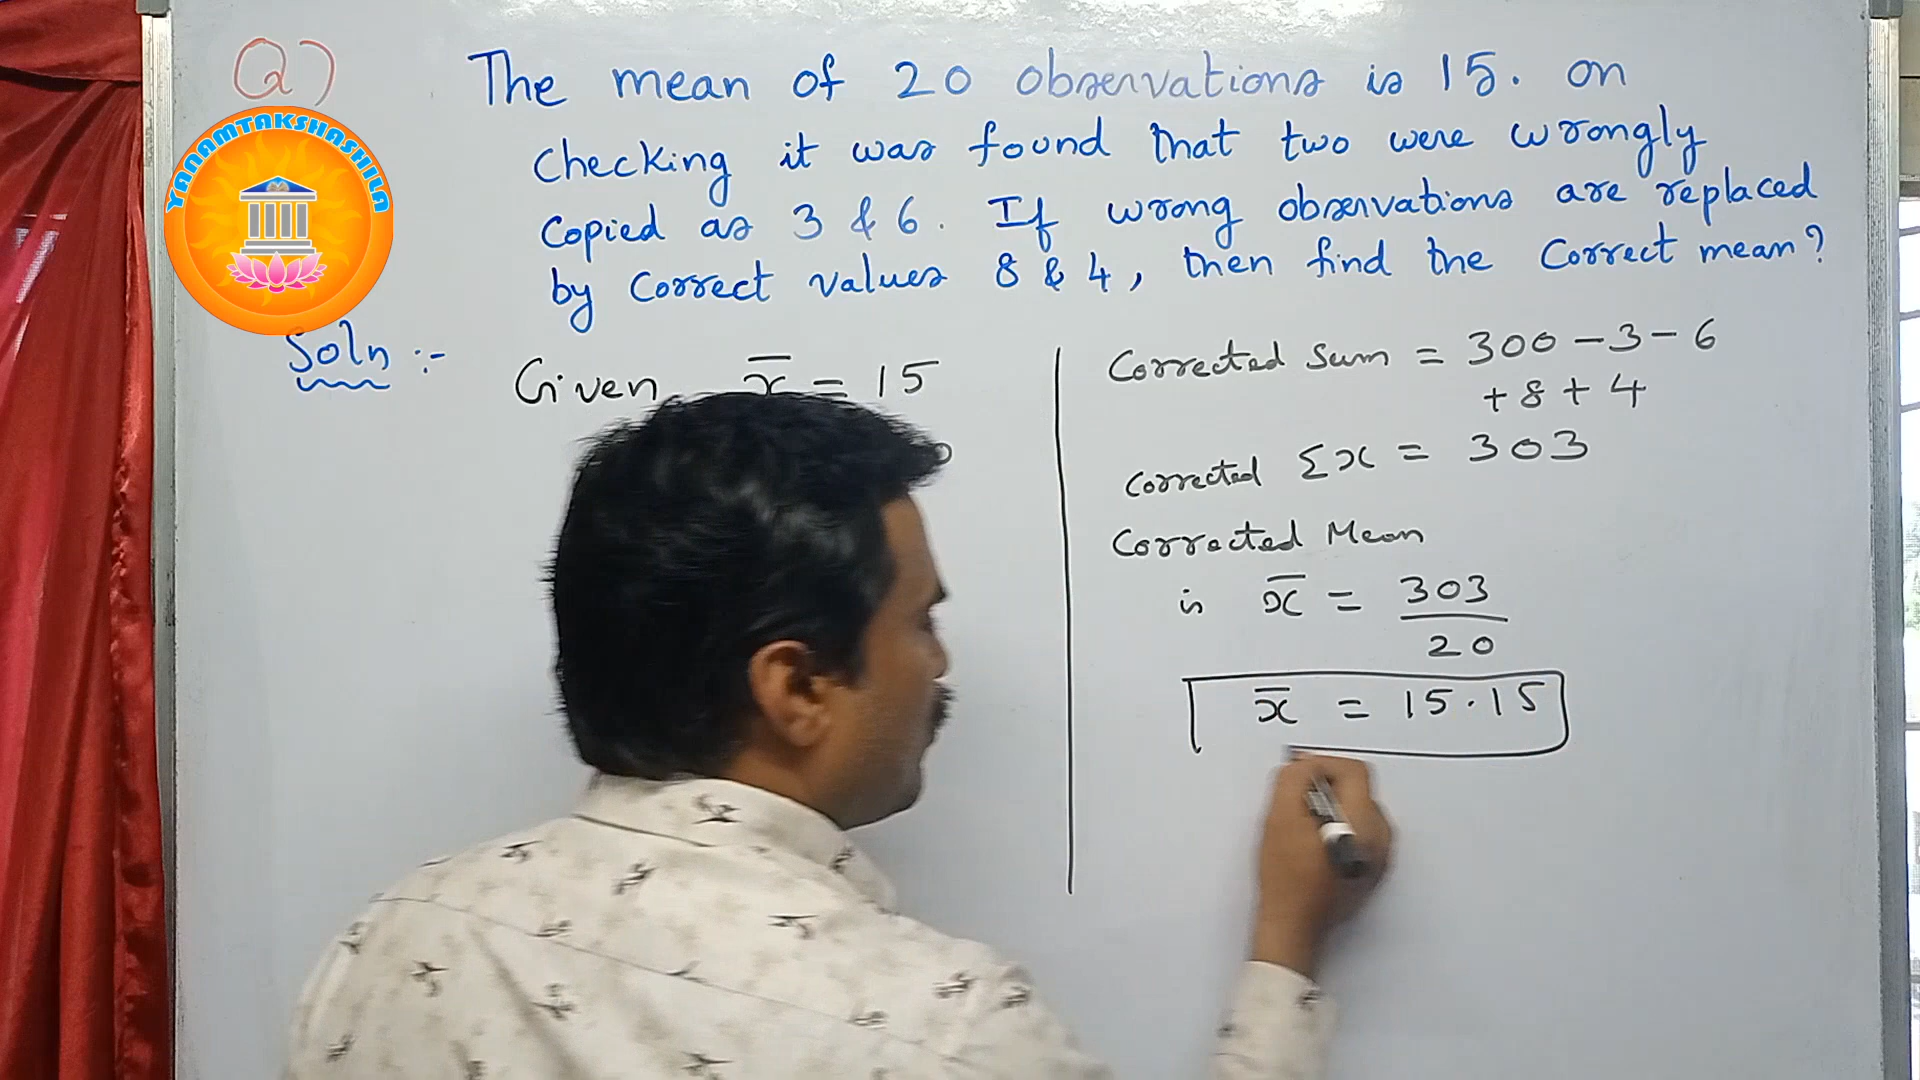 Q)
The mean of 20 observations is 15. on
checking it was found that two were wrongly
copied as 3 & 6. If wrong observations are replaced
by correct values 8 & 4, then find the correct mean?
YANAMTAKSHASHILA
Soln :-
Given x̄ = 15
Corrected Sum = 300 - 3 - 6
+ 8 + 4
Corrected Σx = 303
Corrected Mean
is x̄ = 303/20
x̄ = 15.15